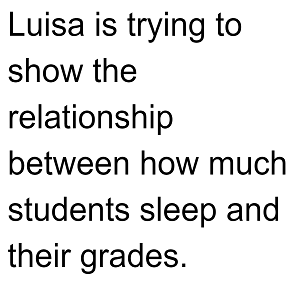 Luisa is trying to
show the
relationship
between how much
students sleep and
their grades.